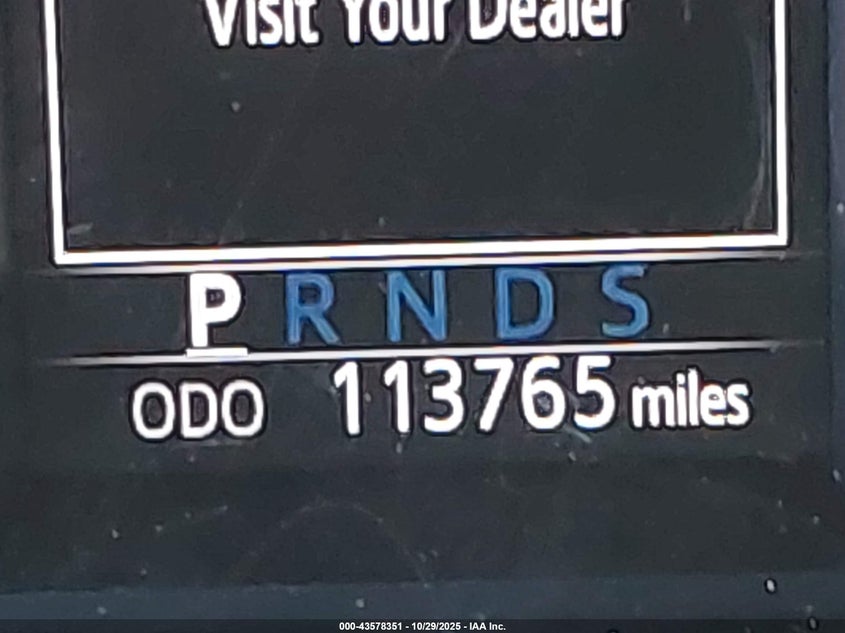 Visit Your Dealer
P R N D S
ODO 113765 miles
000-43578351 - 10/29/2025 - IAA Inc.